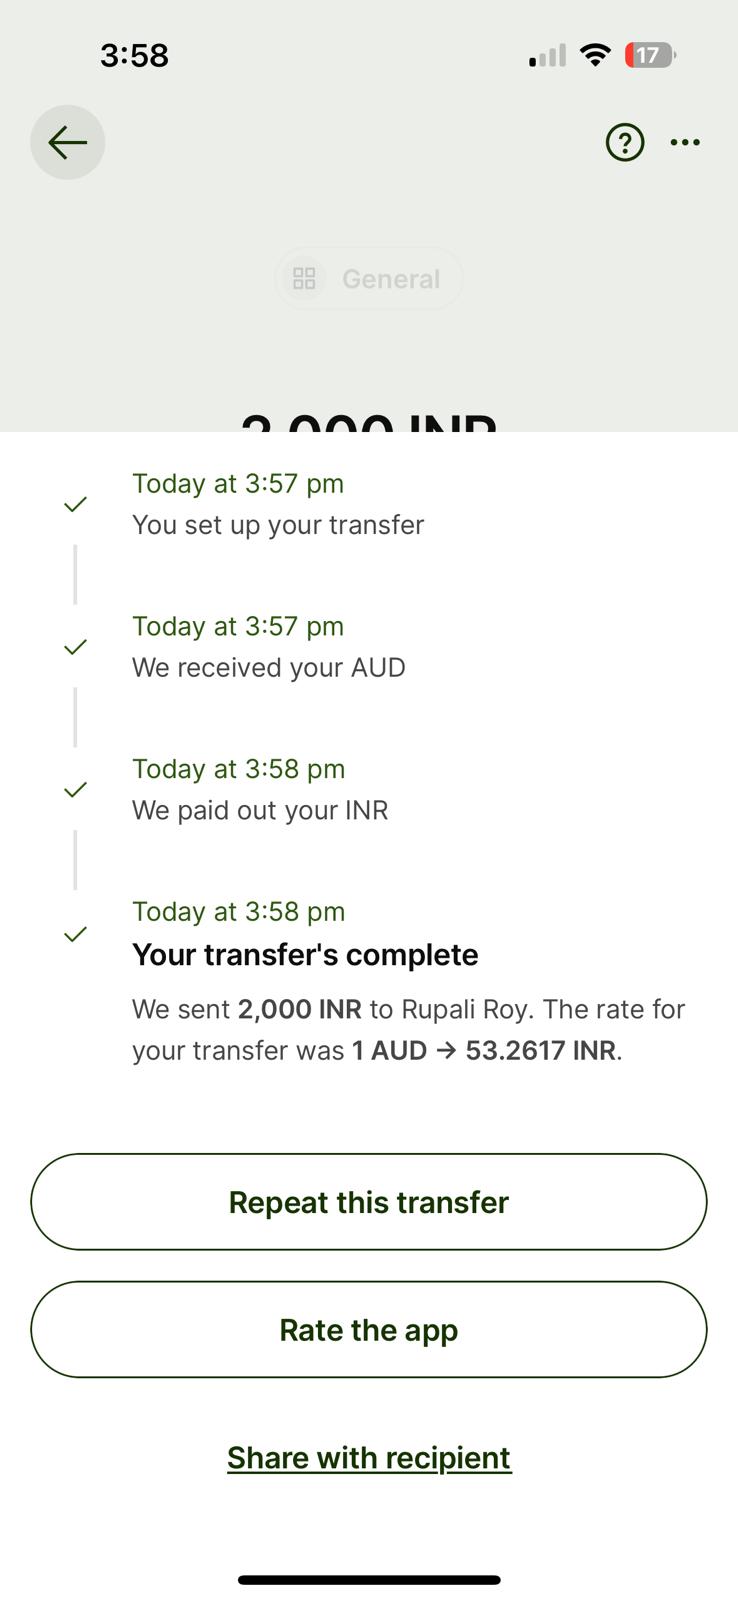 3:58
17
General
2,000 INR
Today at 3:57 pm
You set up your transfer
Today at 3:57 pm
We received your AUD
Today at 3:58 pm
We paid out your INR
Today at 3:58 pm
Your transfer's complete
We sent 2,000 INR to Rupali Roy. The rate for
your transfer was 1 AUD → 53.2617 INR.
Repeat this transfer
Rate the app
Share with recipient